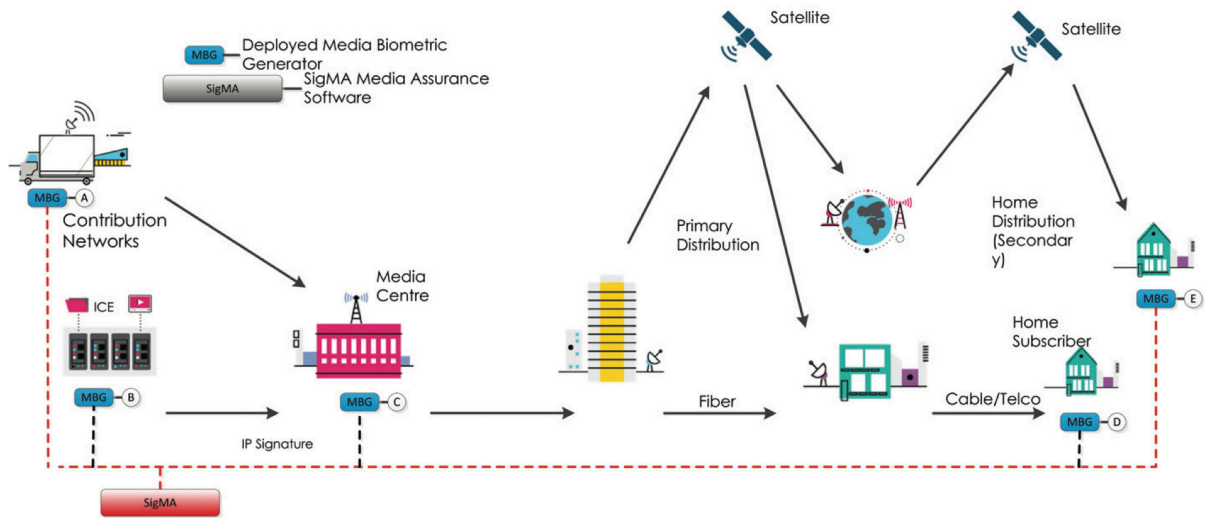 MBG
Deployed Media Biometric
Generator
SigMA
SigMA Media Assurance
Software
Satellite
Satellite
MBG
A
Contribution
Networks
Primary
Distribution
Home
Distribution
(Secondar
y)
ICE
Media
Centre
MBG
E
Home
Subscriber
MBG
B
MBG
C
Fiber
Cable/Telco
MBG
D
IP Signature
SigMA